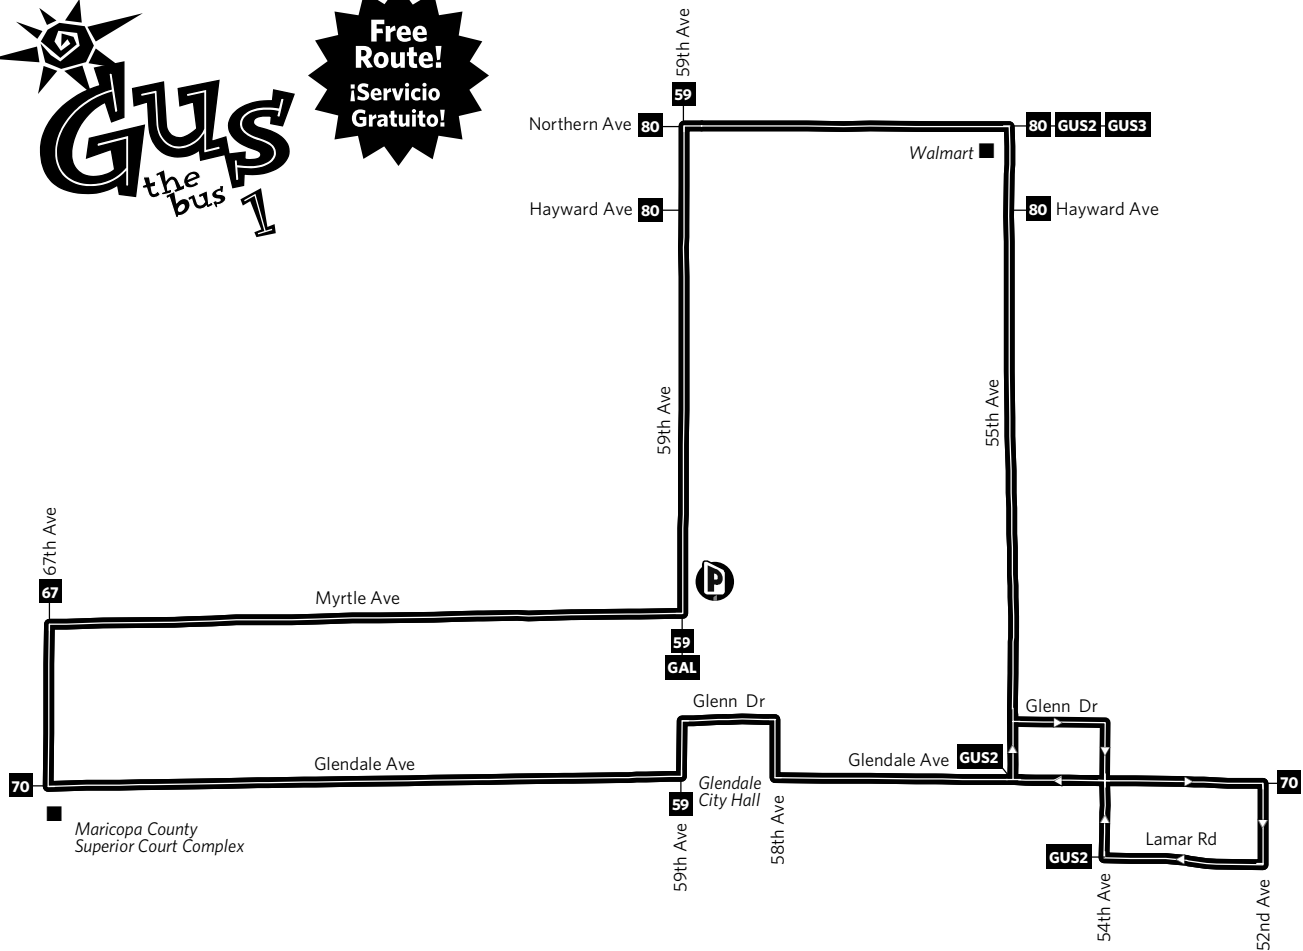 Gus
the
bus
1
Free
Route!
¡Servicio
Gratuito!
59th Ave
59
Northern Ave 80
80 GUS2 GUS3
Walmart
Hayward Ave 80
80 Hayward Ave
59th Ave
55th Ave
67th Ave
67
Myrtle Ave
P
59
GAL
Glenn Dr
Glenn Dr
Glendale Ave
Glendale Ave GUS2
70
70
59
Glendale
City Hall
59th Ave
58th Ave
Maricopa County
Superior Court Complex
Lamar Rd
GUS2
54th Ave
52nd Ave